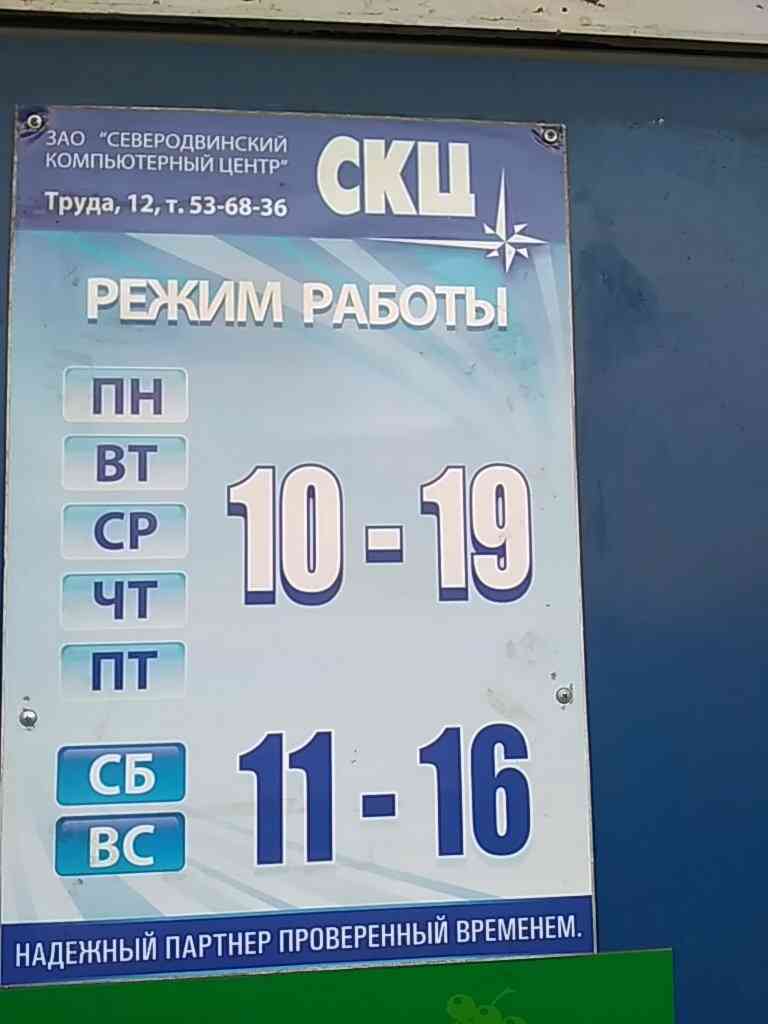 ЗАО "СЕВЕРОДВИНСКИЙ
КОМПЬЮТЕРНЫЙ ЦЕНТР"
Труда, 12, т. 53-68-36
СКЦ
РЕЖИМ РАБОТЫ
ПН
ВТ
СР
ЧТ
ПТ
10 - 19
СБ
ВС
11 - 16
НАДЕЖНЫЙ ПАРТНЕР ПРОВЕРЕННЫЙ ВРЕМЕНЕМ.